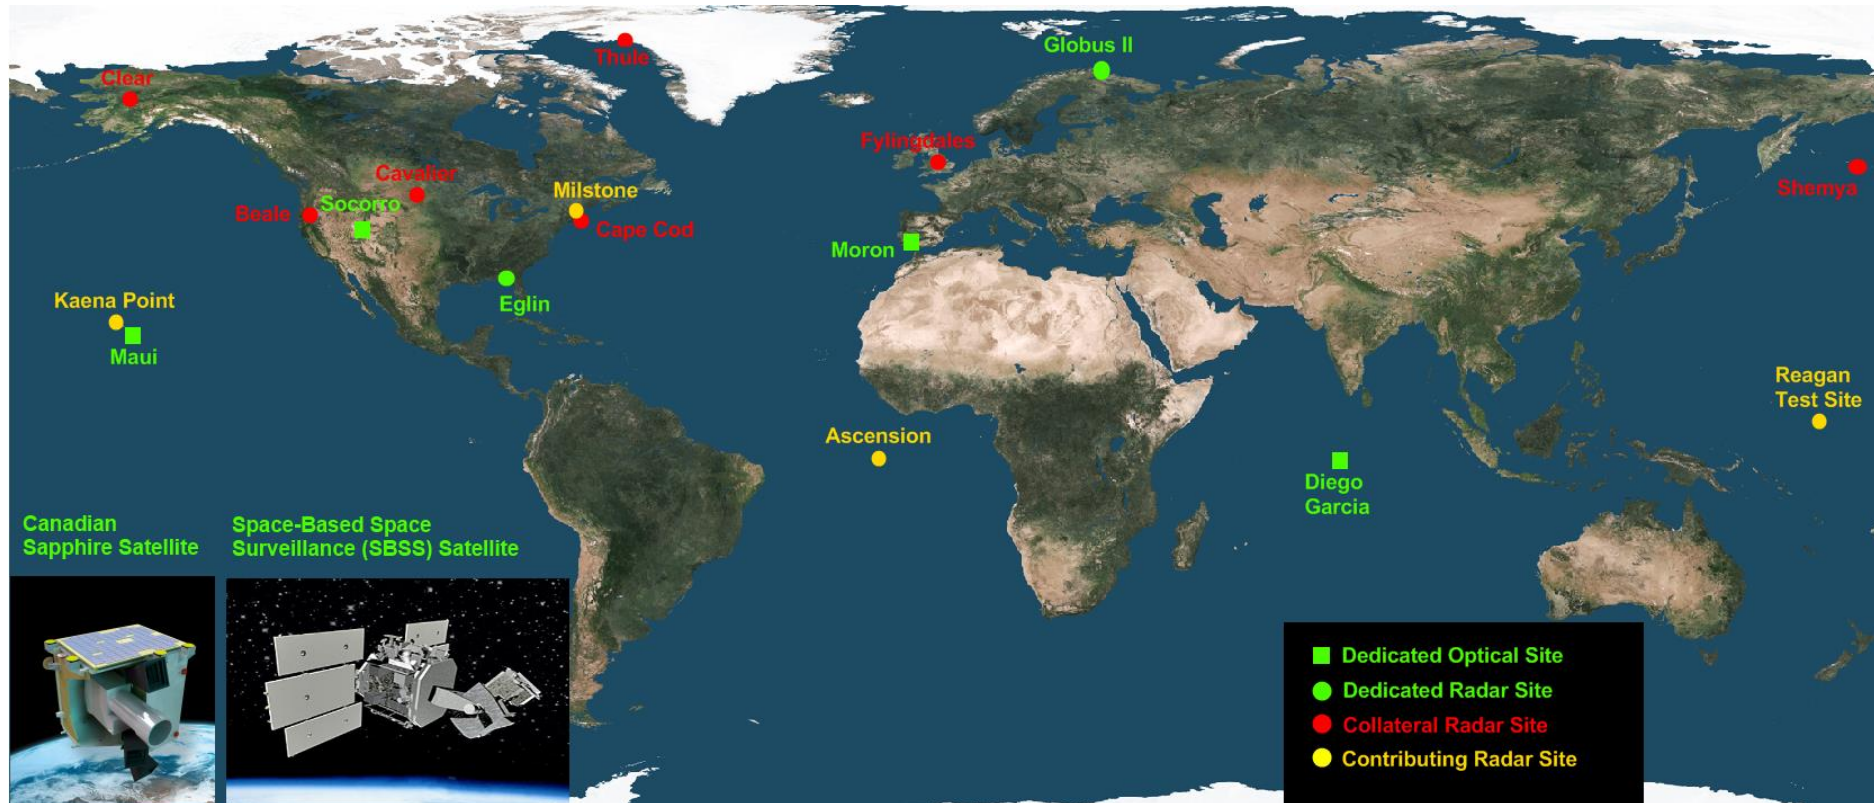 Thule
Globus II
Clear
Fylingdales
Cavalier
Milstone
Shemya
Socorro
Beale
Cape Cod
Moron
Kaena Point
Eglin
Maui
Reagan
Test Site
Ascension
Diego
Garcia
Canadian
Sapphire Satellite
Space-Based Space
Surveillance (SBSS) Satellite
Dedicated Optical Site
Dedicated Radar Site
Collateral Radar Site
Contributing Radar Site